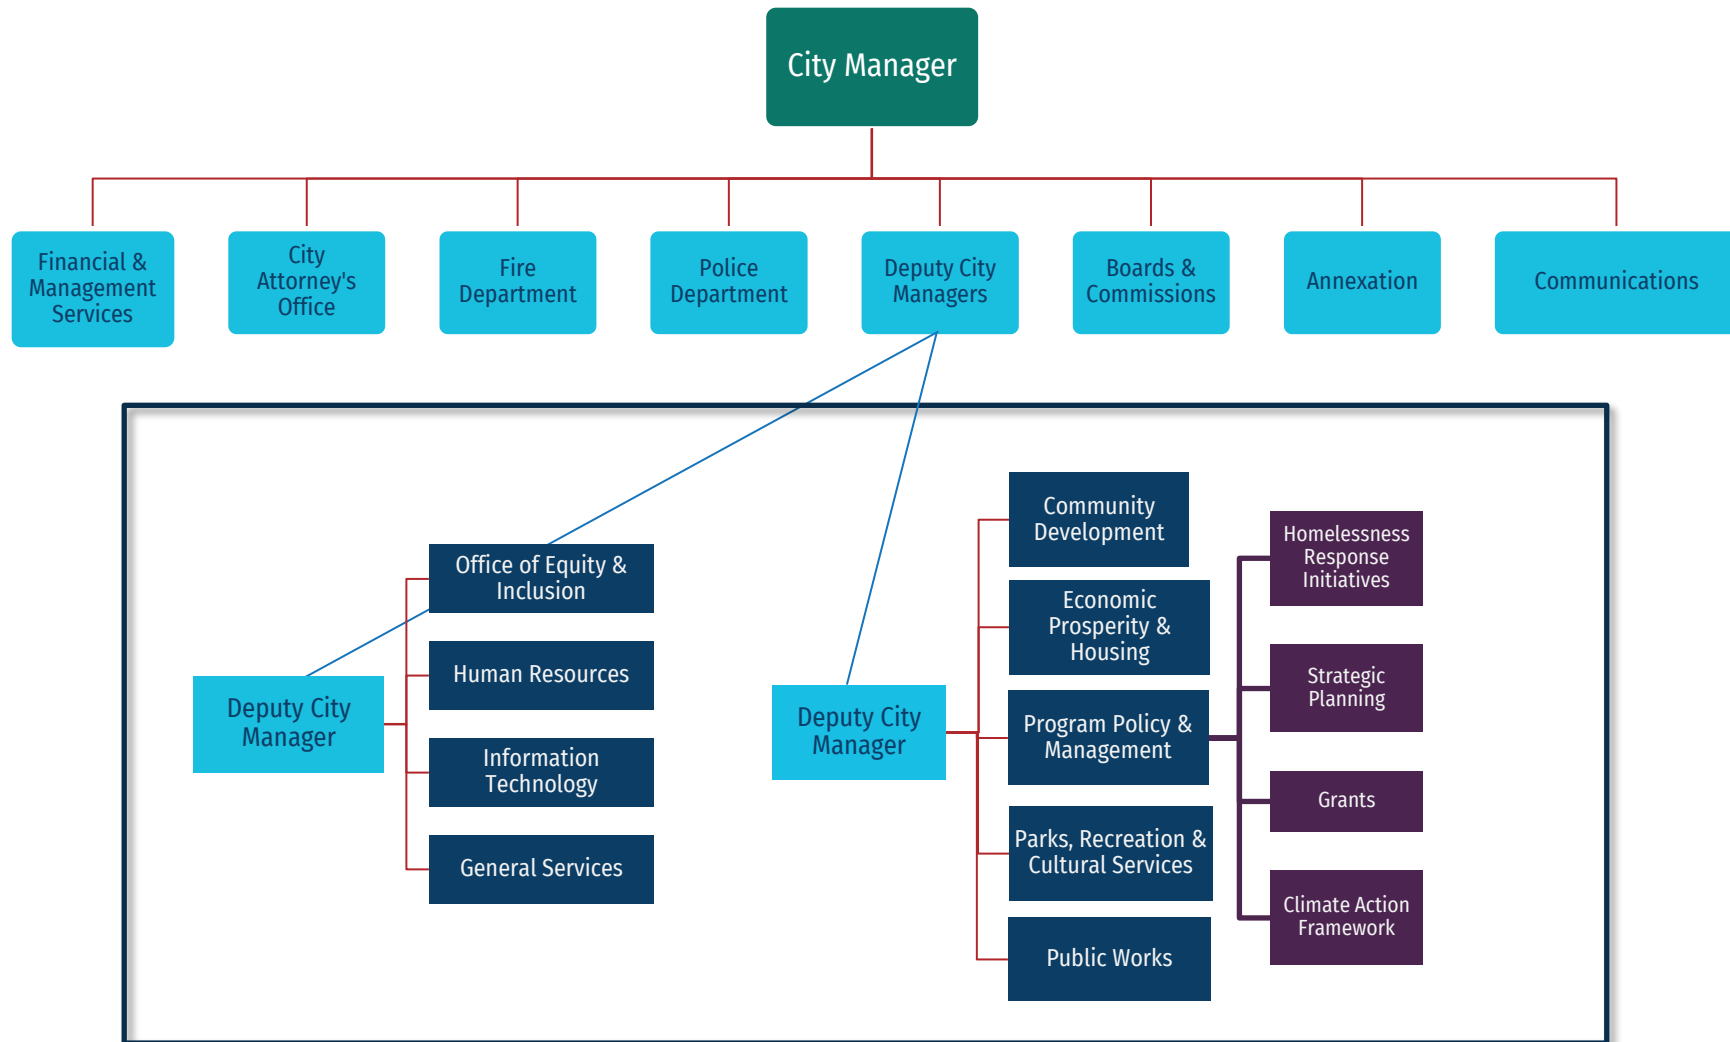 City Manager
Financial &
Management
Services
City
Attorney's
Office
Fire
Department
Police
Department
Deputy City
Managers
Boards &
Commissions
Annexation
Communications
Deputy City
Manager
Office of Equity &
Inclusion
Human Resources
Information
Technology
General Services
Deputy City
Manager
Community
Development
Economic
Prosperity &
Housing
Program Policy &
Management
Parks, Recreation &
Cultural Services
Public Works
Homelessness
Response
Initiatives
Strategic
Planning
Grants
Climate Action
Framework